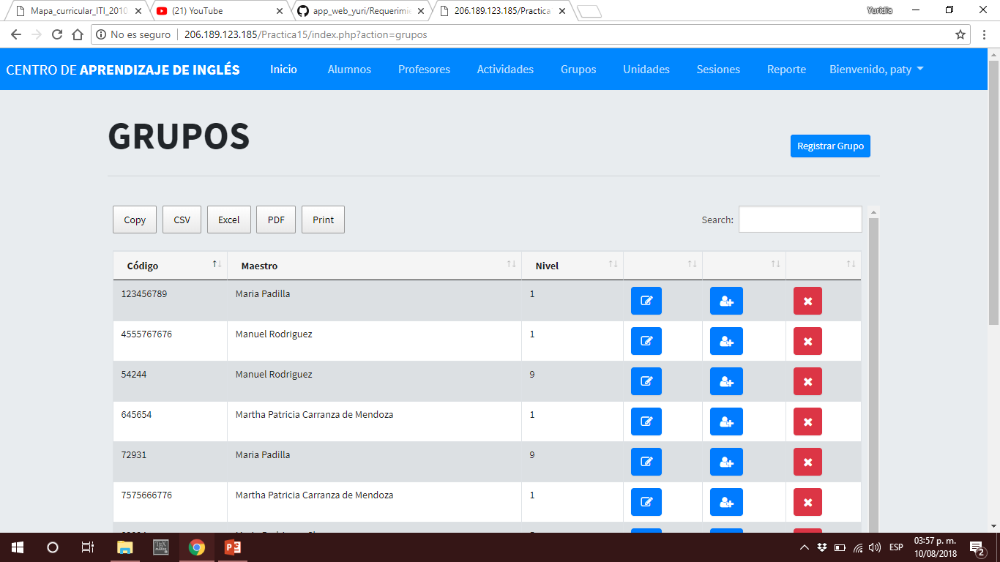 Mapa_curricular_ITI_2010
(21) YouTube
app_web_yuri/Requerimie
206.189.123.185/Practica
Yuridia
No es seguro 206.189.123.185/Practica15/index.php?action=grupos
CENTRO DE APRENDIZAJE DE INGLÉS Inicio Alumnos Profesores Actividades Grupos Unidades Sesiones Reporte Bienvenido, paty
GRUPOS
Registrar Grupo
Copy CSV Excel PDF Print Search:
Código Maestro Nivel
123456789 Maria Padilla 1
4555767676 Manuel Rodriguez 1
54244 Manuel Rodriguez 9
645654 Martha Patricia Carranza de Mendoza 1
72931 Maria Padilla 9
7575666776 Martha Patricia Carranza de Mendoza 1
ESP
03:57 p. m.
10/08/2018
2